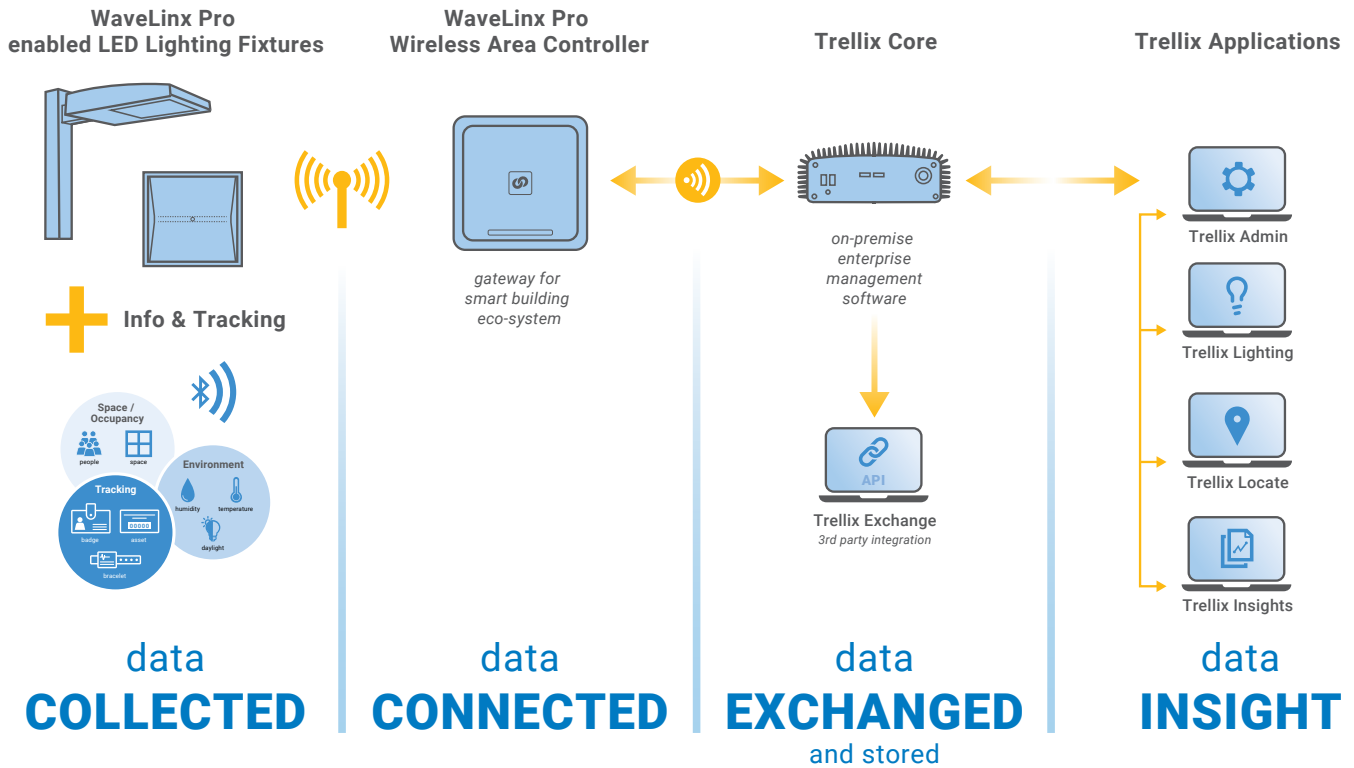 WaveLinx Pro
enabled LED Lighting Fixtures
WaveLinx Pro
Wireless Area Controller
Trellix Core
Trellix Applications
gateway for
smart building
eco-system
on-premise
enterprise
management
software
Trellix Admin
Info & Tracking
Trellix Lighting
Space /
Occupancy
people
space
Environment
humidity
temperature
daylight
Tracking
badge
asset
bracelet
API
Trellix Exchange
3rd party integration
Trellix Locate
Trellix Insights
data
COLLECTED
data
CONNECTED
data
EXCHANGED
and stored
data
INSIGHT